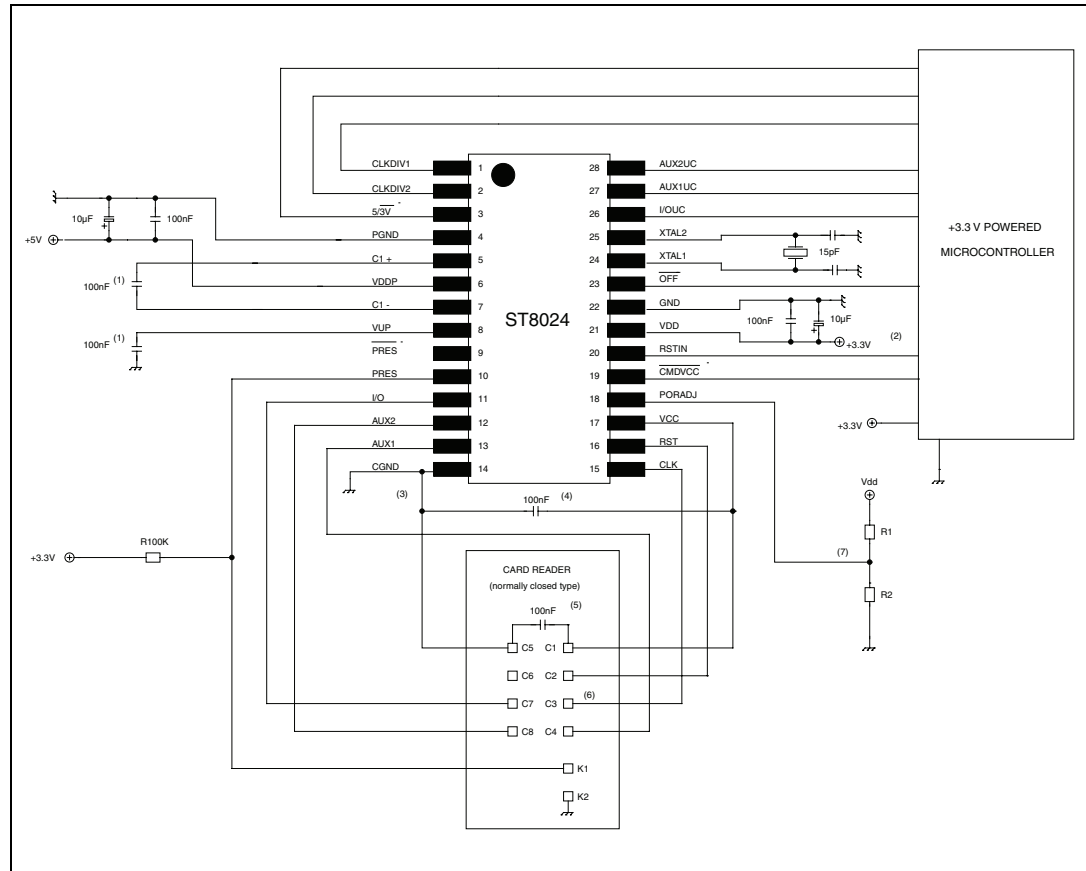 CLKDIV1
CLKDIV2
5/3V
PGND
C1 +
VDDP
C1 -
VUP
PRES
PRES
I/O
AUX2
AUX1
CGND
1
2
3
4
5
6
7
8
9
10
11
12
13
14
ST8024
28
27
26
25
24
23
22
21
20
19
18
17
16
15
AUX2UC
AUX1UC
I/OUC
XTAL2
XTAL1
OFF
GND
VDD
RSTIN
CMDVCC
PORADJ
VCC
RST
CLK
10µF
+
100nF
+5V
100nF (1)
100nF (1)
15pF
100nF
10µF
+
+3.3V
(2)
+3.3 V POWERED
MICROCONTROLLER
+3.3V
Vdd
R1
(7)
R2
(3)
100nF (4)
+3.3V
R100K
CARD READER
(normally closed type)
100nF (5)
C5 C1
C6 C2
C7 C3 (6)
C8 C4
K1
K2